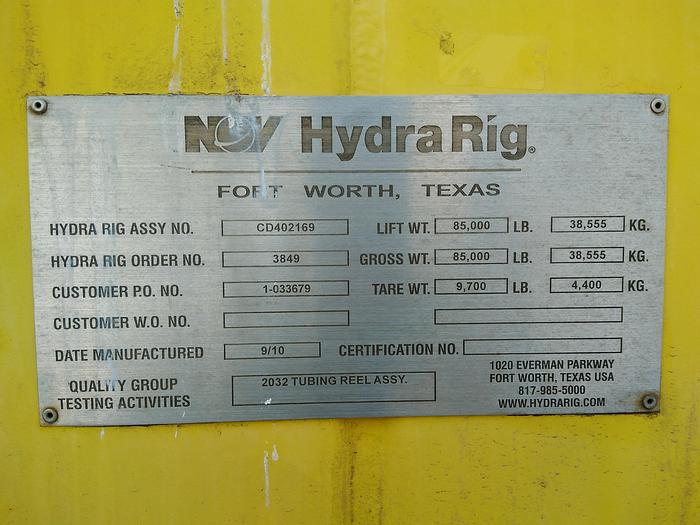 NOV HydraRig®
FORT WORTH, TEXAS
HYDRA RIG ASSY NO. CD402169 LIFT WT. 85,000 LB. 38,555 KG.
HYDRA RIG ORDER NO. 3849 GROSS WT. 85,000 LB. 38,555 KG.
CUSTOMER P.O. NO. 1-033679 TARE WT. 9,700 LB. 4,400 KG.
CUSTOMER W.O. NO.
DATE MANUFACTURED 9/10 CERTIFICATION NO.
QUALITY GROUP
TESTING ACTIVITIES
2032 TUBING REEL ASSY.
1020 EVERMAN PARKWAY
FORT WORTH, TEXAS USA
817-985-5000
WWW.HYDRARIG.COM